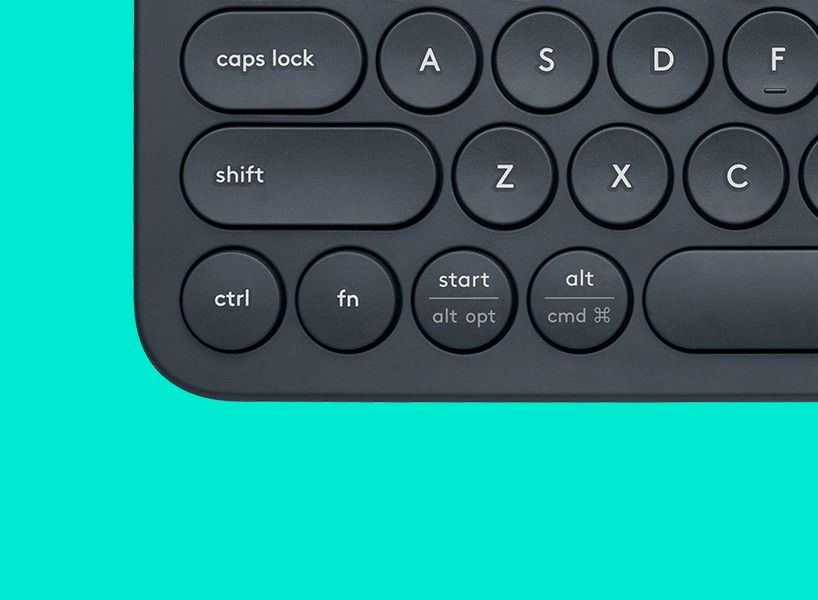 caps lock A S D F
shift Z X C
ctrl fn start alt
alt opt cmd ⌘